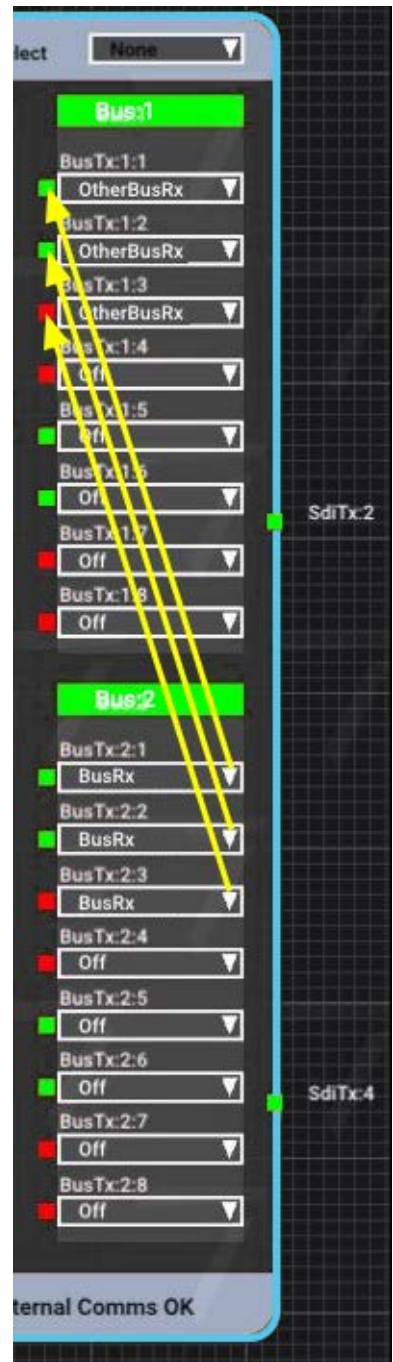 lect None
Bus:1
BusTx:1:1
OtherBusRx
BusTx:1:2
OtherBusRx
BusTx:1:3
OtherBusRx
BusTx:1:4
Off
BusTx:1:5
Off
BusTx:1:6
Off
SdiTx:2
BusTx:1:7
Off
BusTx:1:8
Off
Bus:2
BusTx:2:1
BusRx
BusTx:2:2
BusRx
BusTx:2:3
BusRx
BusTx:2:4
Off
BusTx:2:5
Off
BusTx:2:6
Off
SdiTx:4
BusTx:2:7
Off
BusTx:2:8
Off
ternal Comms OK